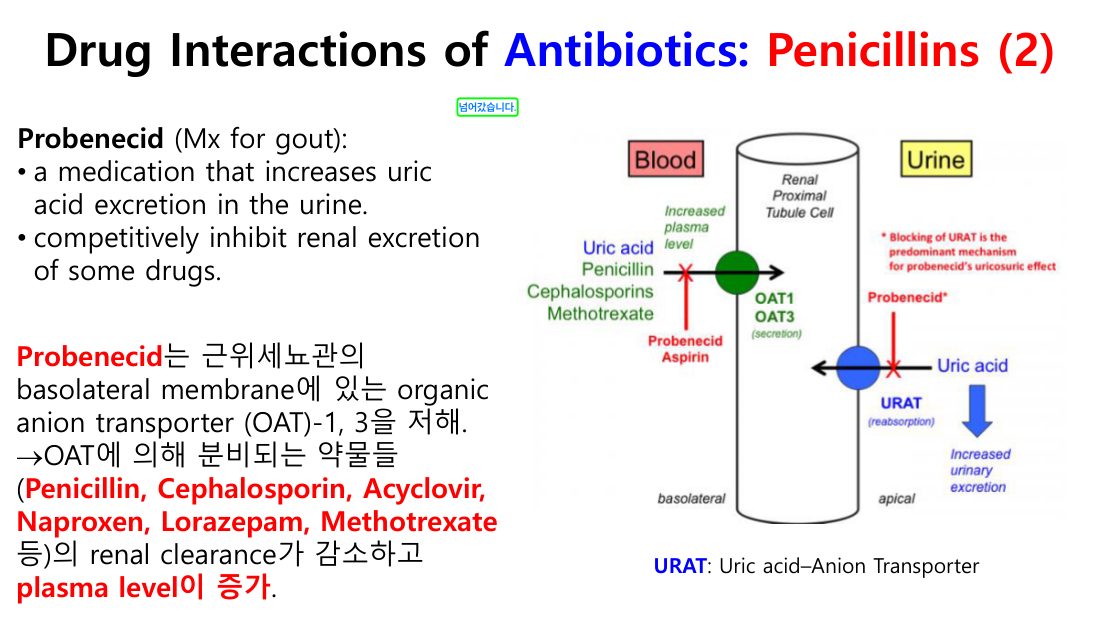 Drug Interactions of Antibiotics: Penicillins (2)
넘어갔습니다.
Probenecid (Mx for gout):
• a medication that increases uric
acid excretion in the urine.
• competitively inhibit renal excretion
of some drugs.
Probenecid는 근위세뇨관의
basolateral membrane에 있는 organic
anion transporter (OAT)-1, 3을 저해.
→OAT에 의해 분비되는 약물들
(Penicillin, Cephalosporin, Acyclovir,
Naproxen, Lorazepam, Methotrexate
등)의 renal clearance가 감소하고
plasma level이 증가.
Blood
Renal
Proximal
Tubule Cell
Urine
Increased
plasma
level
Uric acid
Penicillin
Cephalosporins
Methotrexate
Probenecid
Aspirin
OAT1
OAT3
(secretion)
* Blocking of URAT is the
predominant mechanism
for probenecid's uricosuric effect
Probenecid*
Uric acid
URAT
(reabsorption)
Increased
urinary
excretion
basolateral
apical
URAT: Uric acid–Anion Transporter